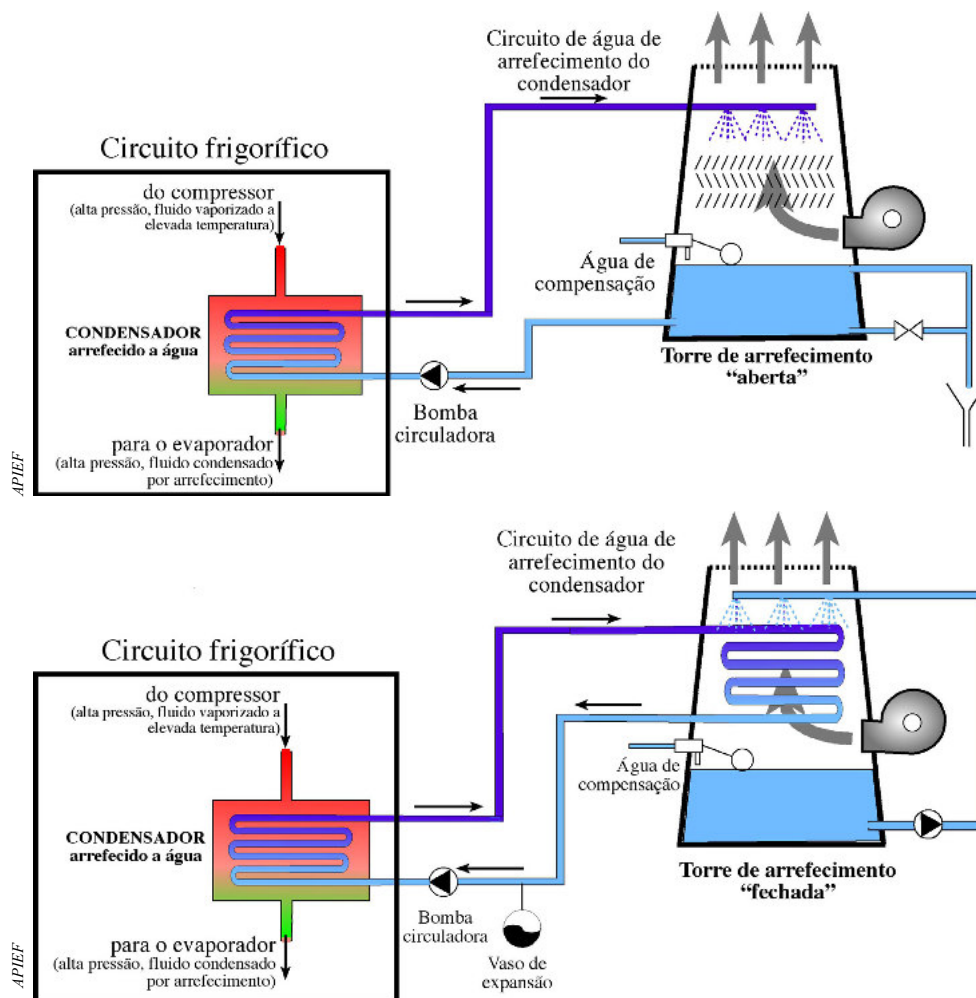 Circuito de água de
arrefecimento do
condensador
Circuito frigorífico
do compressor
(alta pressão, fluido vaporizado a
elevada temperatura)
CONDENSADOR
arrefecido a água
Água de
compensação
Torre de arrefecimento
“aberta”
Bomba
circuladora
para o evaporador
(alta pressão, fluido condensado
por arrefecimento)
APIEF
Circuito de água de
arrefecimento do
condensador
Circuito frigorífico
do compressor
(alta pressão, fluido vaporizado a
elevada temperatura)
Água de
compensação
CONDENSADOR
arrefecido a água
Torre de arrefecimento
“fechada”
Bomba
circuladora
Vaso de
expansão
para o evaporador
(alta pressão, fluido condensado
por arrefecimento)
APIEF